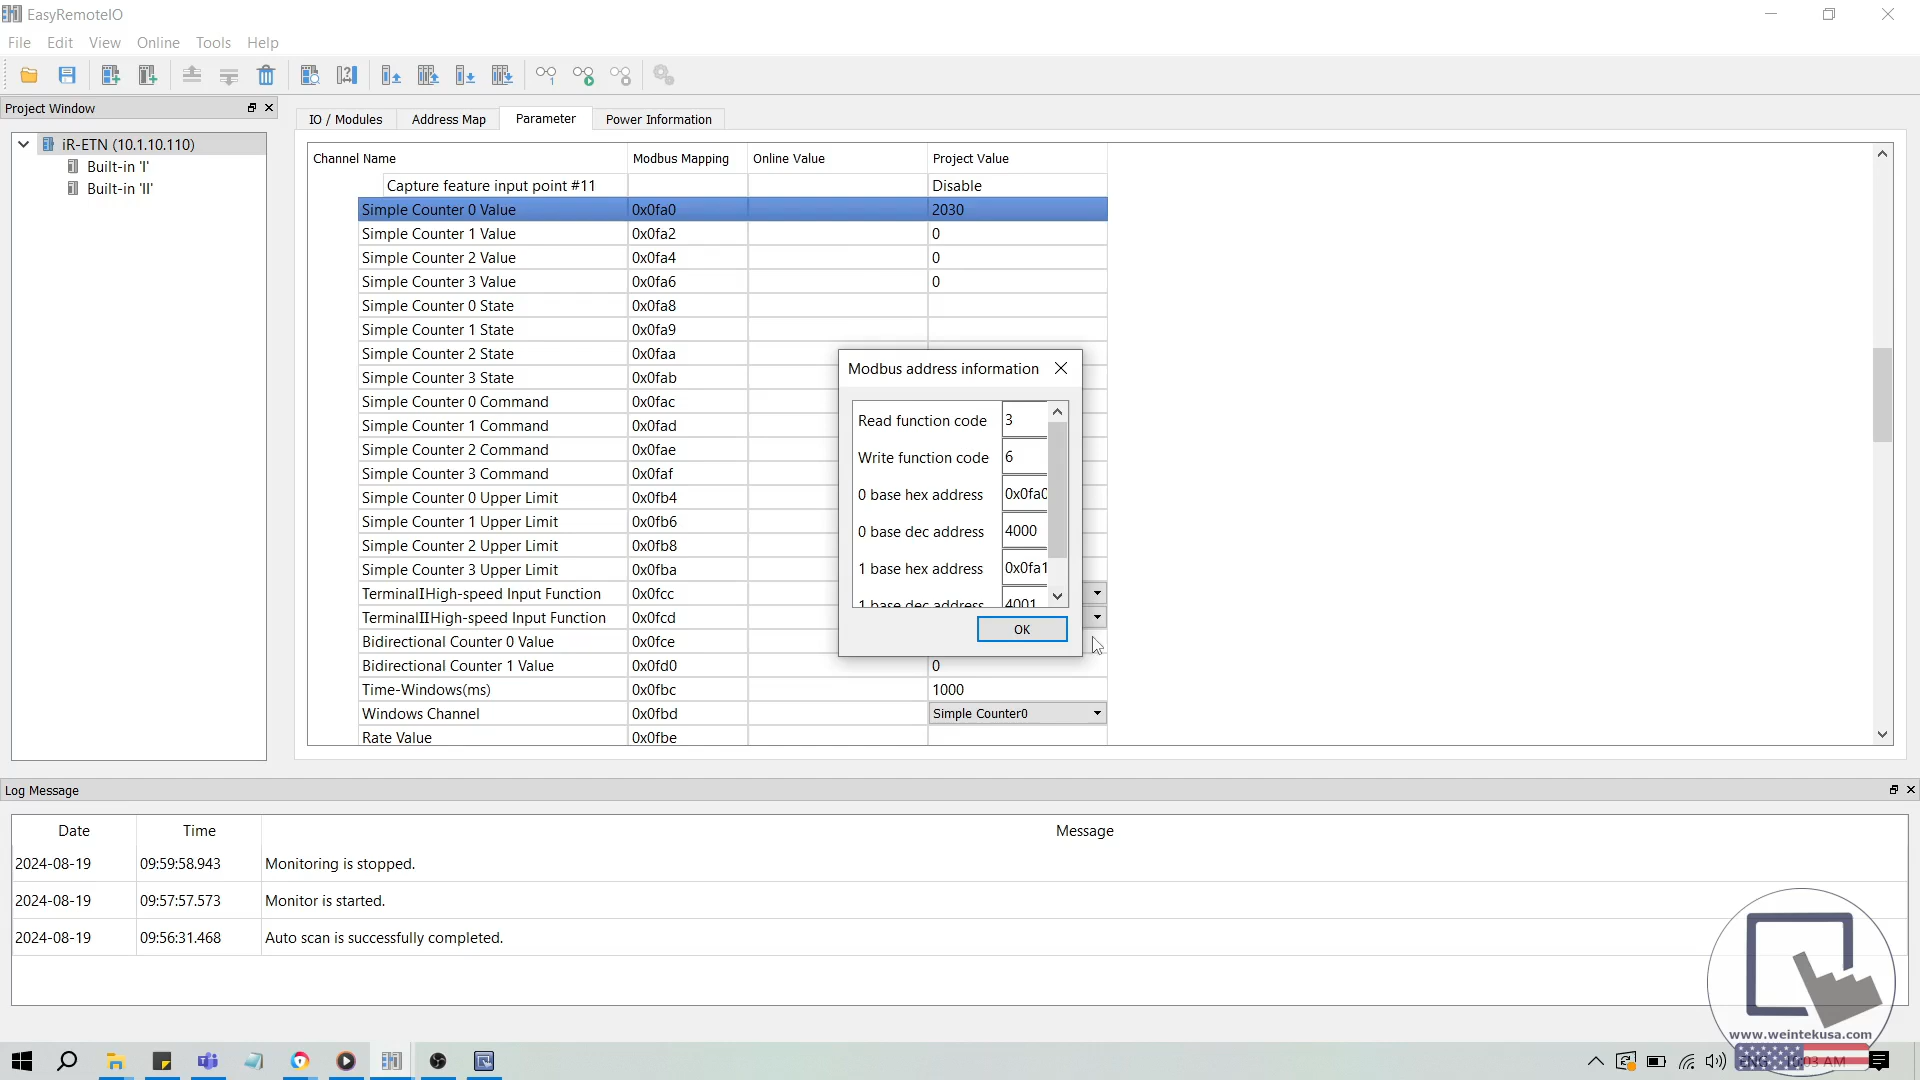 EasyRemoteIO
File Edit View Online Tools Help
Project Window
iR-ETN (10.1.10.110)
Built-in 'I'
Built-in 'II'
IO / Modules Address Map Parameter Power Information
Channel Name Modbus Mapping Online Value Project Value
Capture feature input point #11 Disable
Simple Counter 0 Value 0x0fa0 2030
Simple Counter 1 Value 0x0fa2 0
Simple Counter 2 Value 0x0fa4 0
Simple Counter 3 Value 0x0fa6 0
Simple Counter 0 State 0x0fa8
Simple Counter 1 State 0x0fa9
Simple Counter 2 State 0x0faa
Simple Counter 3 State 0x0fab
Simple Counter 0 Command 0x0fac
Simple Counter 1 Command 0x0fad
Simple Counter 2 Command 0x0fae
Simple Counter 3 Command 0x0faf
Simple Counter 0 Upper Limit 0x0fb4
Simple Counter 1 Upper Limit 0x0fb6
Simple Counter 2 Upper Limit 0x0fb8
Simple Counter 3 Upper Limit 0x0fba
TerminalⅠHigh-speed Input Function 0x0fcc
TerminalⅡHigh-speed Input Function 0x0fcd
Bidirectional Counter 0 Value 0x0fce
Bidirectional Counter 1 Value 0x0fd0 0
Time-Windows(ms) 0x0fbc 1000
Windows Channel 0x0fbd Simple Counter0
Rate Value 0x0fbe
Modbus address information
Read function code 3
Write function code 6
0 base hex address 0x0fa0
0 base dec address 4000
1 base hex address 0x0fa1
1 base dec address 4001
OK
Log Message
Date Time Message
2024-08-19 09:59:58.943 Monitoring is stopped.
2024-08-19 09:57:57.573 Monitor is started.
2024-08-19 09:56:31.468 Auto scan is successfully completed.
www.weintekusa.com
ENG 10:03 AM